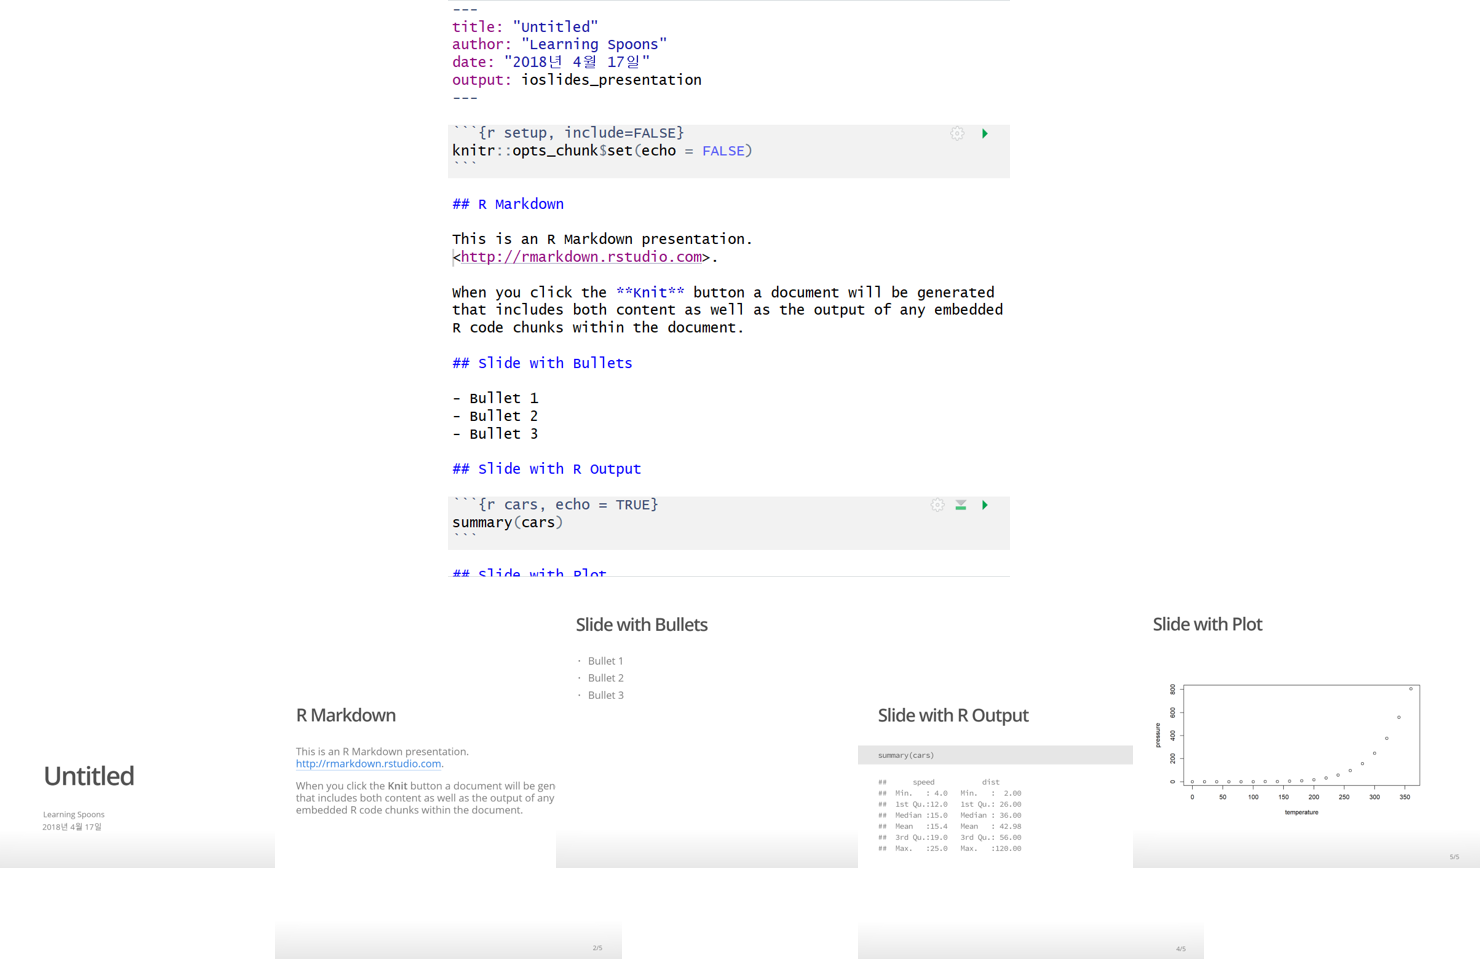 ---
title: "Untitled"
author: "Learning Spoons"
date: "2018년 4월 17일"
output: ioslides_presentation
---
```{r setup, include=FALSE}
knitr::opts_chunk$set(echo = FALSE)
```
## R Markdown
This is an R Markdown presentation.
<http://rmarkdown.rstudio.com>.
When you click the **Knit** button a document will be generated
that includes both content as well as the output of any embedded
R code chunks within the document.
## Slide with Bullets
- Bullet 1
- Bullet 2
- Bullet 3
## Slide with R Output
```{r cars, echo = TRUE}
summary(cars)
```
## Slide with Plot
Untitled
Learning Spoons
2018년 4월 17일
R Markdown
This is an R Markdown presentation.
http://rmarkdown.rstudio.com.
When you click the Knit button a document will be gen
that includes both content as well as the output of any
embedded R code chunks within the document.
2/5
Slide with Bullets
· Bullet 1
· Bullet 2
· Bullet 3
Slide with R Output
summary(cars)
## speed dist
## Min. : 4.0 Min. : 2.00
## 1st Qu.:12.0 1st Qu.: 26.00
## Median :15.0 Median : 36.00
## Mean :15.4 Mean : 42.98
## 3rd Qu.:19.0 3rd Qu.: 56.00
## Max. :25.0 Max. :120.00
4/5
Slide with Plot
800
600
400
200
0
pressure
0 50 100 150 200 250 300 350
temperature
5/5